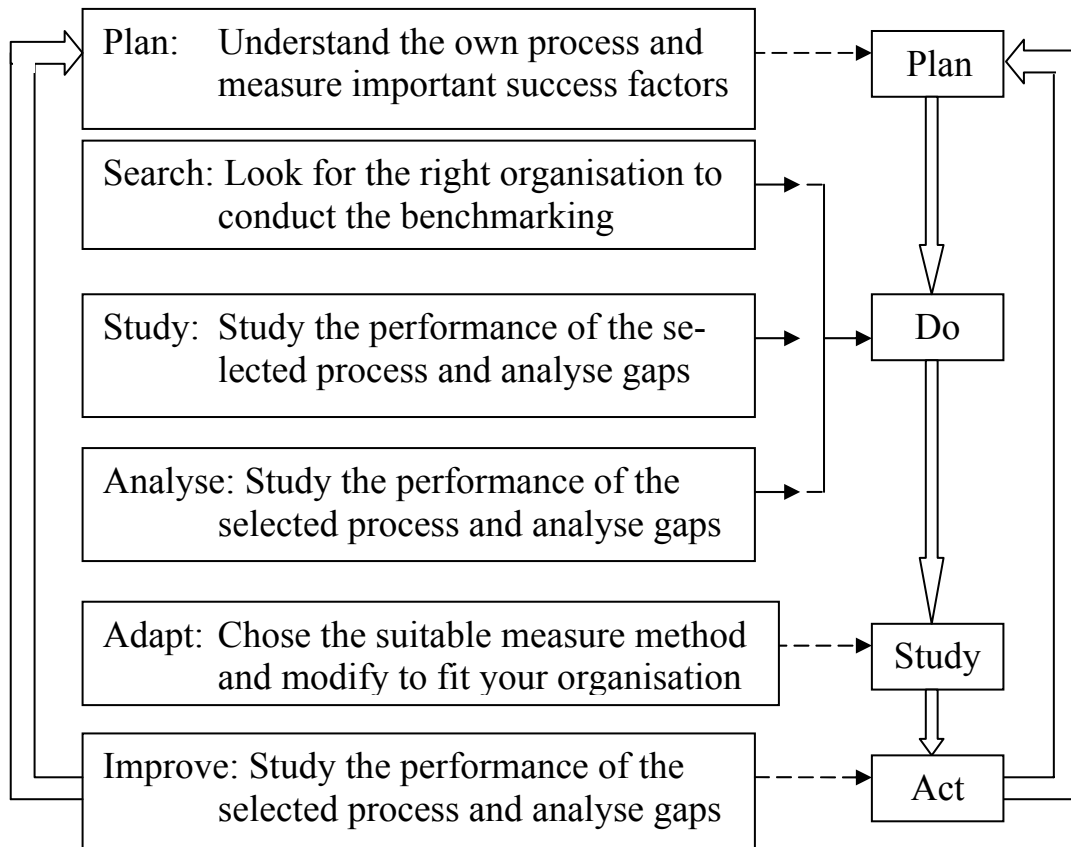 Plan: Understand the own process and
measure important success factors
Plan
Search: Look for the right organisation to
conduct the benchmarking
Study: Study the performance of the se-
lected process and analyse gaps
Do
Analyse: Study the performance of the
selected process and analyse gaps
Adapt: Chose the suitable measure method
and modify to fit your organisation
Study
Improve: Study the performance of the
selected process and analyse gaps
Act